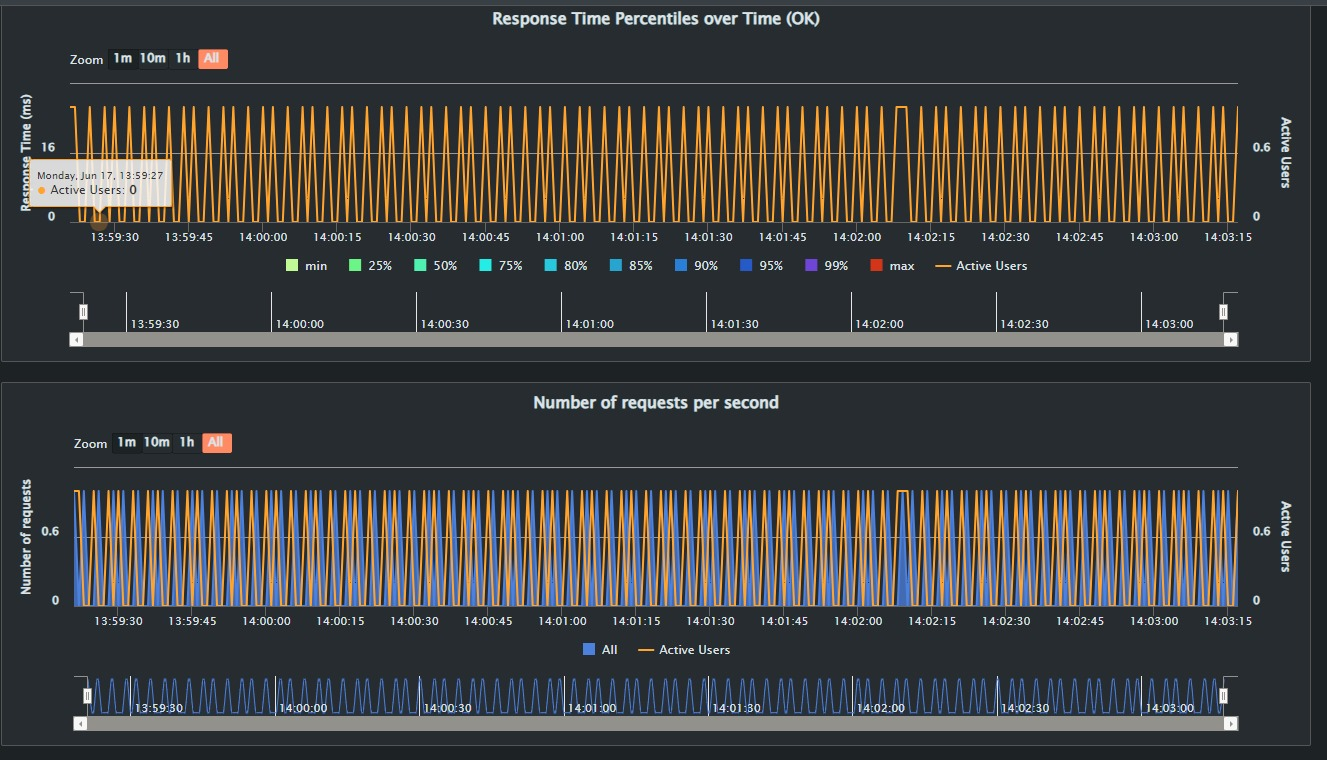 Response Time Percentiles over Time (OK)
Zoom 1m 10m 1h All
Response Time (ms)
16
0
Active Users
0.6
0
Monday, Jun 17, 13:59:27
Active Users: 0
13:59:30 13:59:45 14:00:00 14:00:15 14:00:30 14:00:45 14:01:00 14:01:15 14:01:30 14:01:45 14:02:00 14:02:15 14:02:30 14:02:45 14:03:00 14:03:15
min 25% 50% 75% 80% 85% 90% 95% 99% max Active Users
13:59:30 14:00:00 14:00:30 14:01:00 14:01:30 14:02:00 14:02:30 14:03:00
Number of requests per second
Zoom 1m 10m 1h All
Number of requests
0.6
0
Active Users
0.6
0
13:59:30 13:59:45 14:00:00 14:00:15 14:00:30 14:00:45 14:01:00 14:01:15 14:01:30 14:01:45 14:02:00 14:02:15 14:02:30 14:02:45 14:03:00 14:03:15
All Active Users
13:59:30 14:00:00 14:00:30 14:01:00 14:01:30 14:02:00 14:02:30 14:03:00